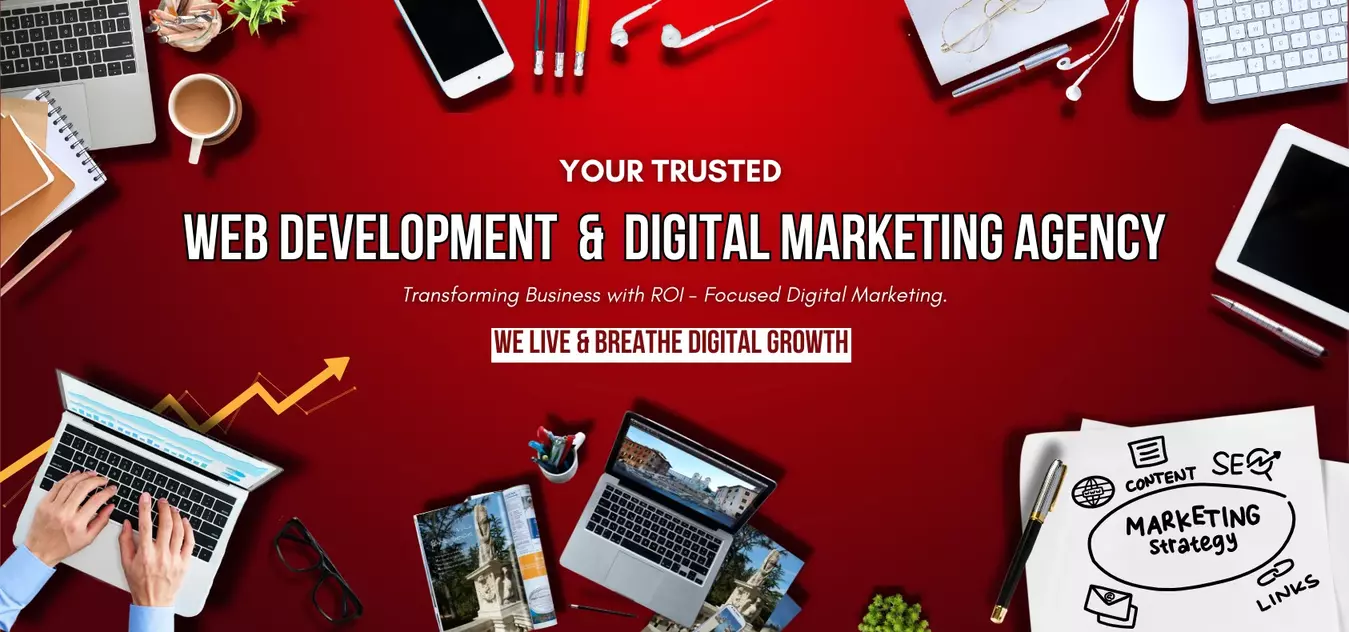 YOUR TRUSTED
WEB DEVELOPMENT & DIGITAL MARKETING AGENCY
Transforming Business with ROI - Focused Digital Marketing.
WE LIVE & BREATHE DIGITAL GROWTH
CONTENT
SEO
MARKETING
strategy
LINKS